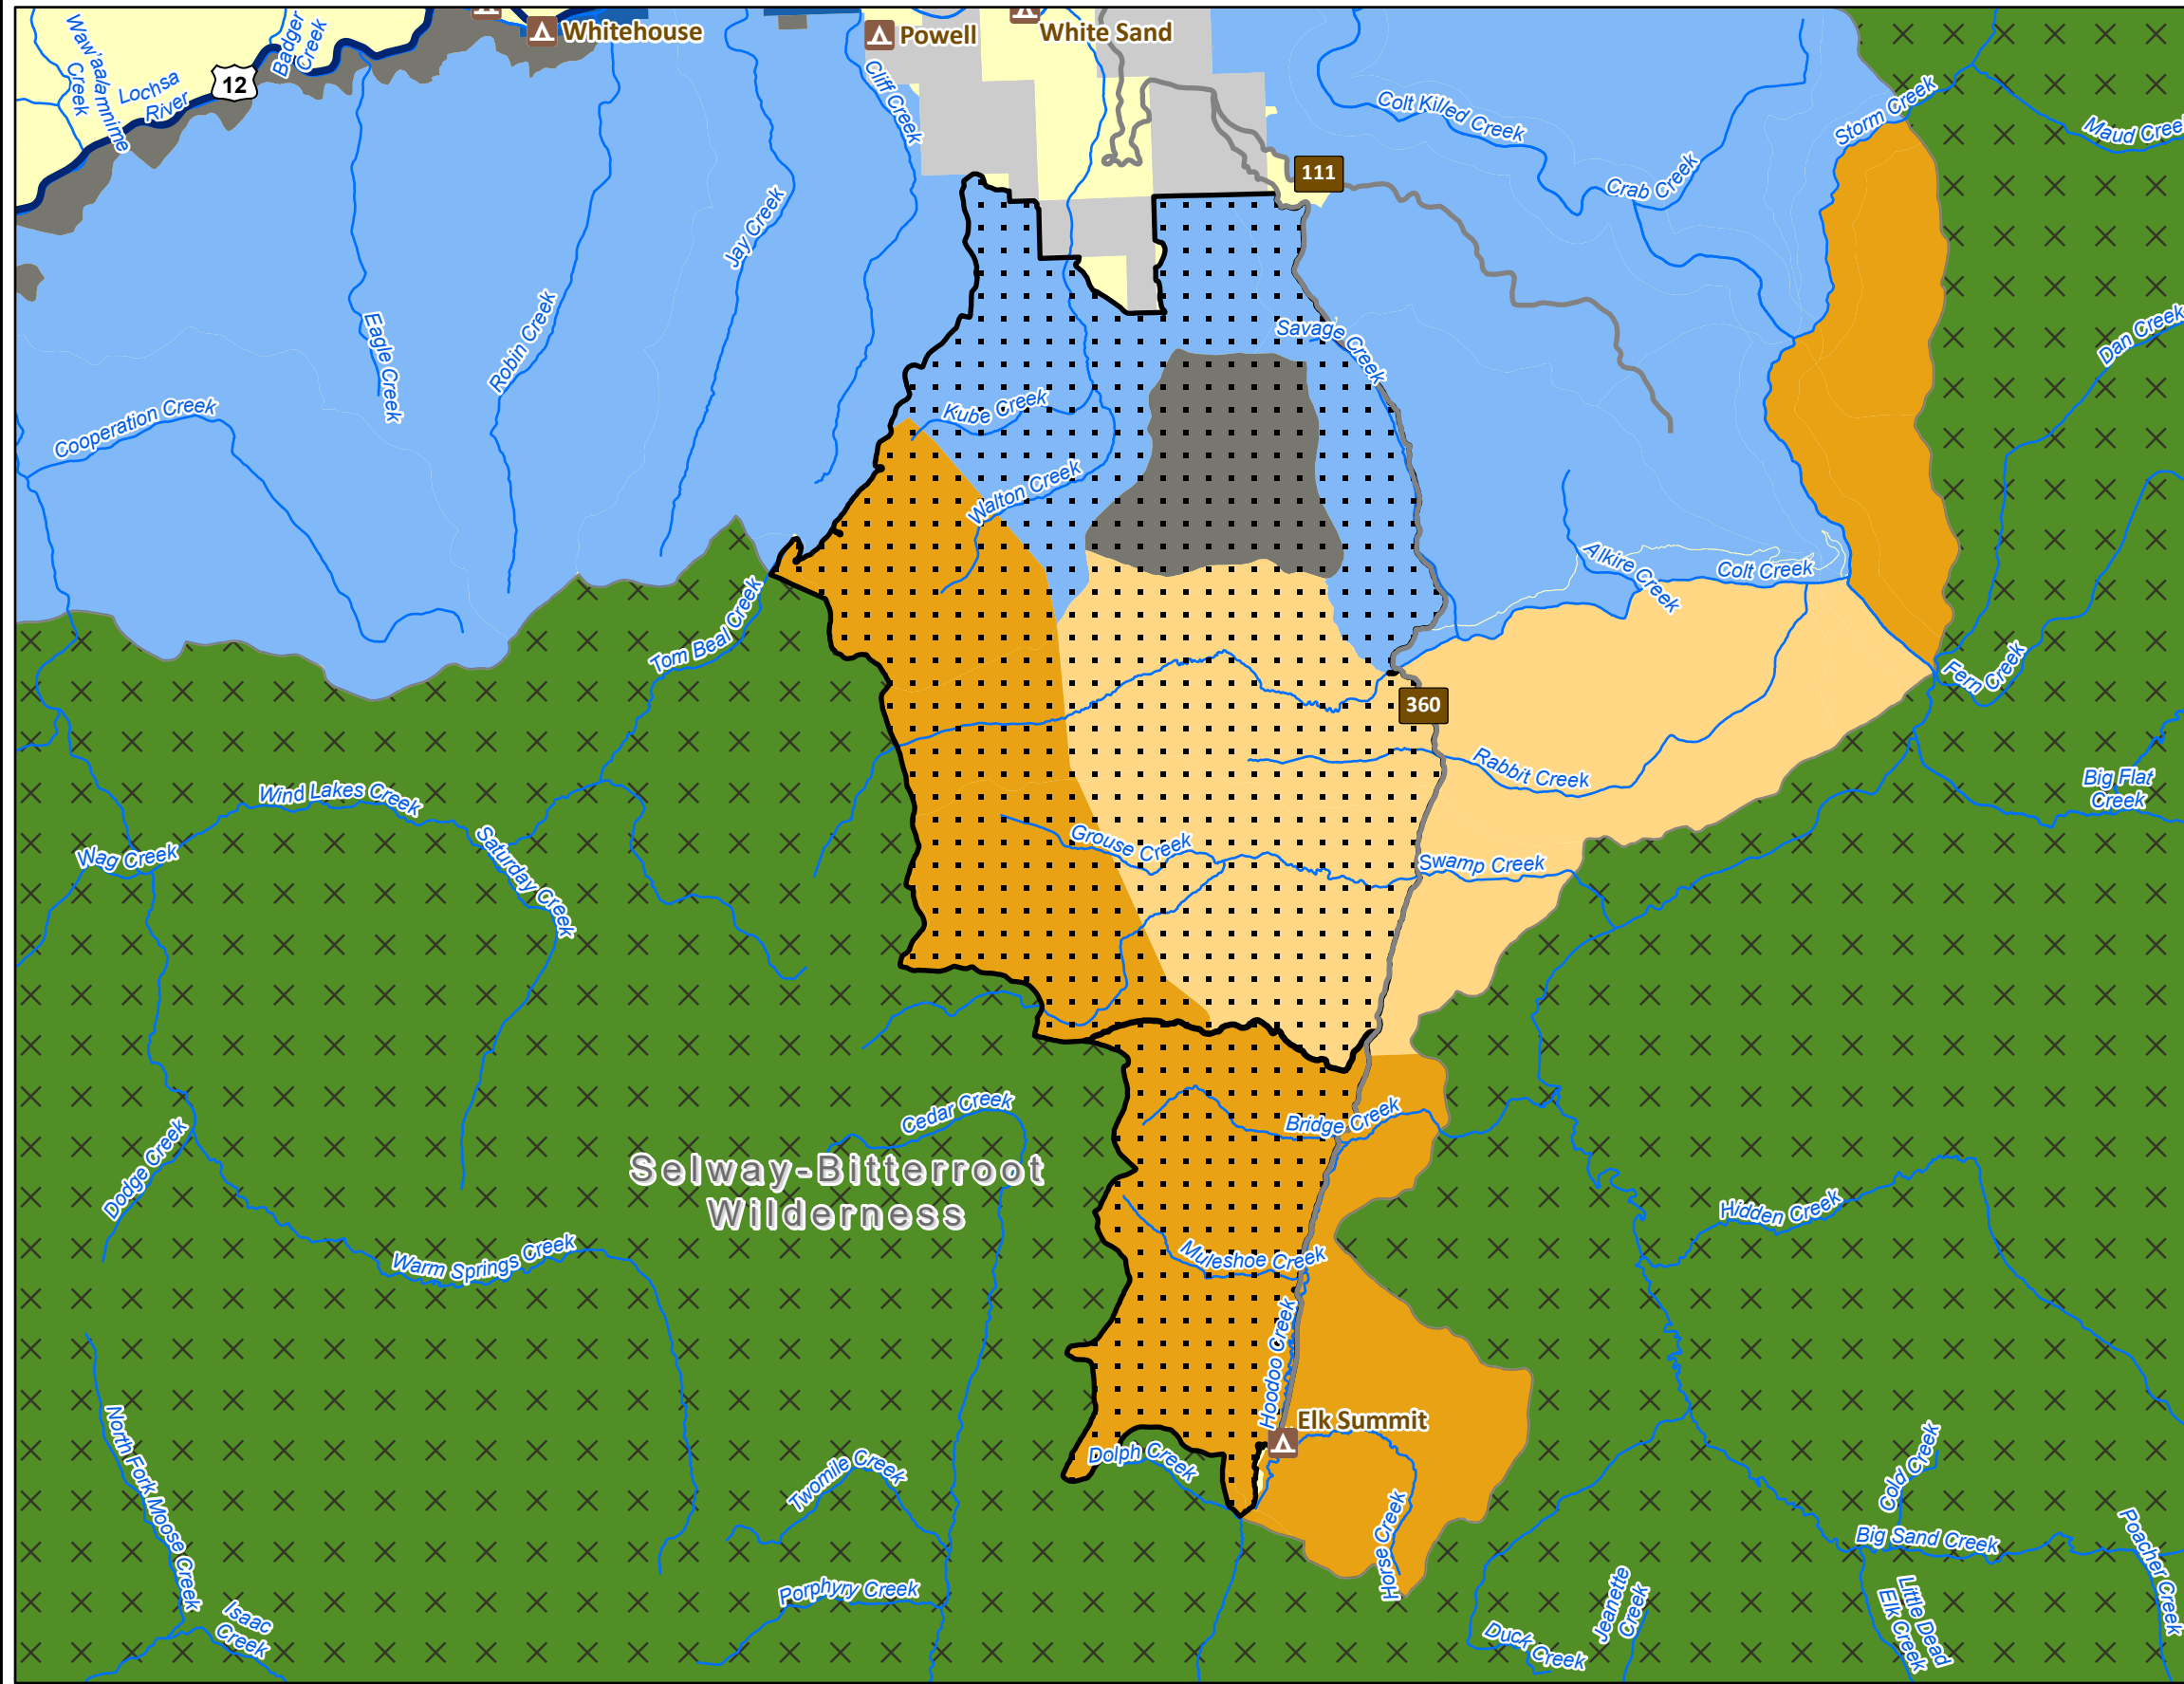 Whitehouse
Powell
White Sand
Waw'aalamnime
Creek
Badger
Creek
Lochsa
River
12
Cliff Creek
Colt Killed Creek
Storm Creek
Maud Creek
111
Crab Creek
Jay Creek
Eagle Creek
Robin Creek
Savage Creek
Dan Creek
Cooperation Creek
Kube Creek
Walton Creek
Alkire Creek
Colt Creek
Tom Beal Creek
Fern Creek
360
Rabbit Creek
Big Flat
Creek
Wind Lakes Creek
Wag Creek
Saturday Creek
Grouse Creek
Swamp Creek
Cedar Creek
Bridge Creek
Dodge Creek
Selway-Bitterroot
Wilderness
Hidden Creek
Warm Springs Creek
Muleshoe Creek
Hoodoo Creek
Elk Summit
North Fork Moose Creek
Twomile Creek
Dolph Creek
Cold Creek
Horse Creek
Big Sand Creek
Poacher Creek
Porphyry Creek
Isaac
Creek
Duck Creek
Jeanette
Creek
Little Dead
Elk Creek